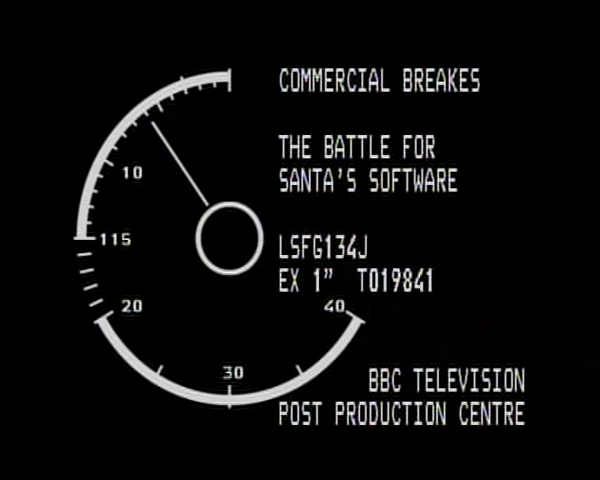 COMMERCIAL BREAKES
THE BATTLE FOR
SANTA'S SOFTWARE
10
115
LSFG134J
EX 1" T019841
20
40
30
BBC TELEVISION
POST PRODUCTION CENTRE